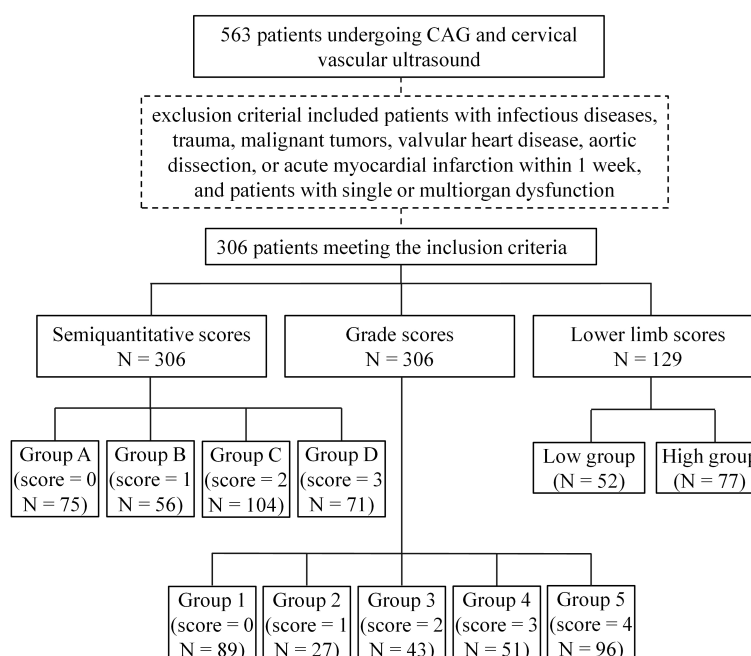 563 patients undergoing CAG and cervical
vascular ultrasound
exclusion criterial included patients with infectious diseases,
trauma, malignant tumors, valvular heart disease, aortic
dissection, or acute myocardial infarction within 1 week,
and patients with single or multiorgan dysfunction
306 patients meeting the inclusion criteria
Semiquantitative scores
N = 306
Grade scores
N = 306
Lower limb scores
N = 129
Group A
(score = 0
N = 75)
Group B
(score = 1
N = 56)
Group C
(score = 2
N = 104)
Group D
(score = 3
N = 71)
Low group
(N = 52)
High group
(N = 77)
Group 1
(score = 0
N = 89)
Group 2
(score = 1
N = 27)
Group 3
(score = 2
N = 43)
Group 4
(score = 3
N = 51)
Group 5
(score = 4
N = 96)